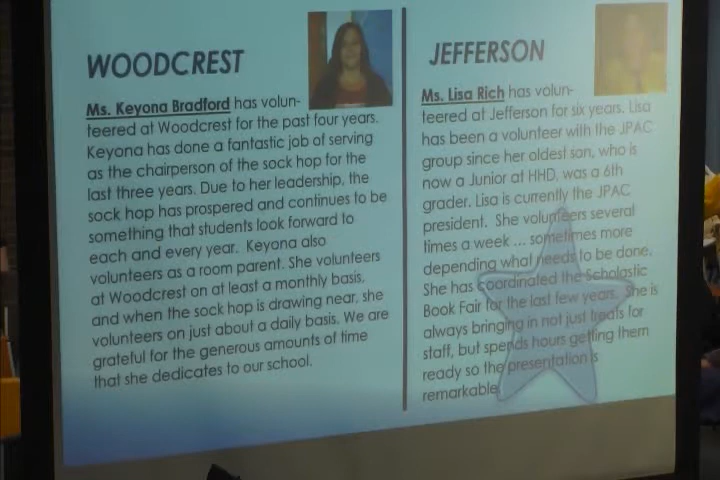 WOODCREST
Ms. Keyona Bradford has volun-
teered at Woodcrest for the past four years.
Keyona has done a fantastic job of serving
as the chairperson of the sock hop for the
last three years. Due to her leadership, the
sock hop has prospered and continues to be
something that students look forward to
each and every year. Keyona also
volunteers as a room parent. She volunteers
at Woodcrest on at least a monthly basis,
and when the sock hop is drawing near, she
volunteers on just about a daily basis. We are
grateful for the generous amounts of time
that she dedicates to our school.
JEFFERSON
Ms. Lisa Rich has volun-
teered at Jefferson for six years. Lisa
has been a volunteer with the JPAC
group since her oldest son, who is
now a Junior at HHD, was a 6th
grader. Lisa is currently the JPAC
president. She volunteers several
times a week ... sometimes more
depending what needs to be done.
She has coordinated the Scholastic
Book Fair for the last few years. She is
always bringing in not just treats for
staff, but spends hours getting them
ready so the presentation is
remarkable.